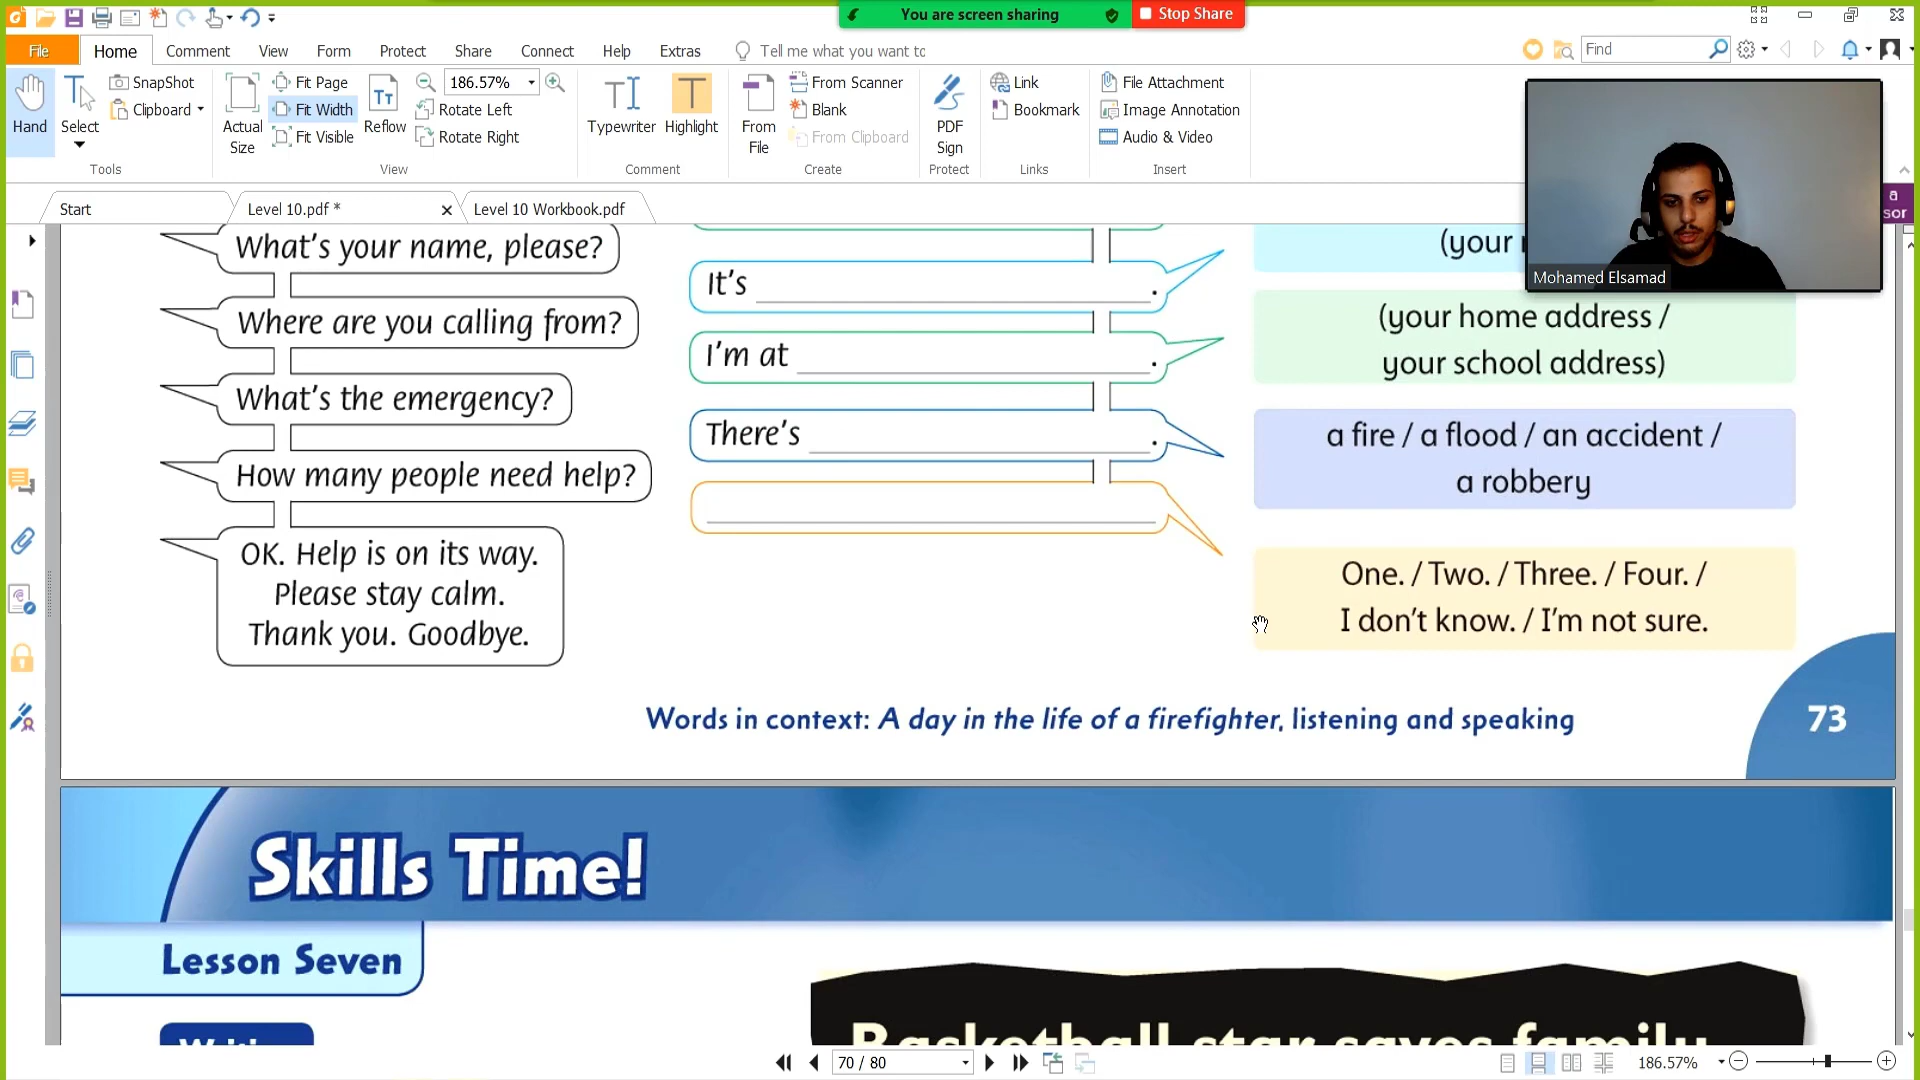 You are screen sharing
Stop Share
File
Home
Comment
View
Form
Protect
Share
Connect
Help
Extras
Tell me what you want to
Find
Hand
Select
SnapShot
Clipboard
Tools
Actual
Size
Fit Page
Fit Width
Fit Visible
Reflow
186.57%
Rotate Left
Rotate Right
View
Typewriter
Highlight
Comment
From
File
From Scanner
Blank
From Clipboard
Create
PDF
Sign
Protect
Link
Bookmark
Links
File Attachment
Image Annotation
Audio & Video
Insert
Mohamed Elsamad
Start
Level 10.pdf *
Level 10 Workbook.pdf
What's your name, please?
Where are you calling from?
What's the emergency?
How many people need help?
OK. Help is on its way.
Please stay calm.
Thank you. Goodbye.
It's .
I'm at .
There's .
(your
(your home address /
your school address)
a fire / a flood / an accident /
a robbery
One. / Two. / Three. / Four. /
I don't know. / I'm not sure.
Words in context: A day in the life of a firefighter, listening and speaking
73
Skills Time!
Lesson Seven
Basketball star saves family
70 / 80
186.57%